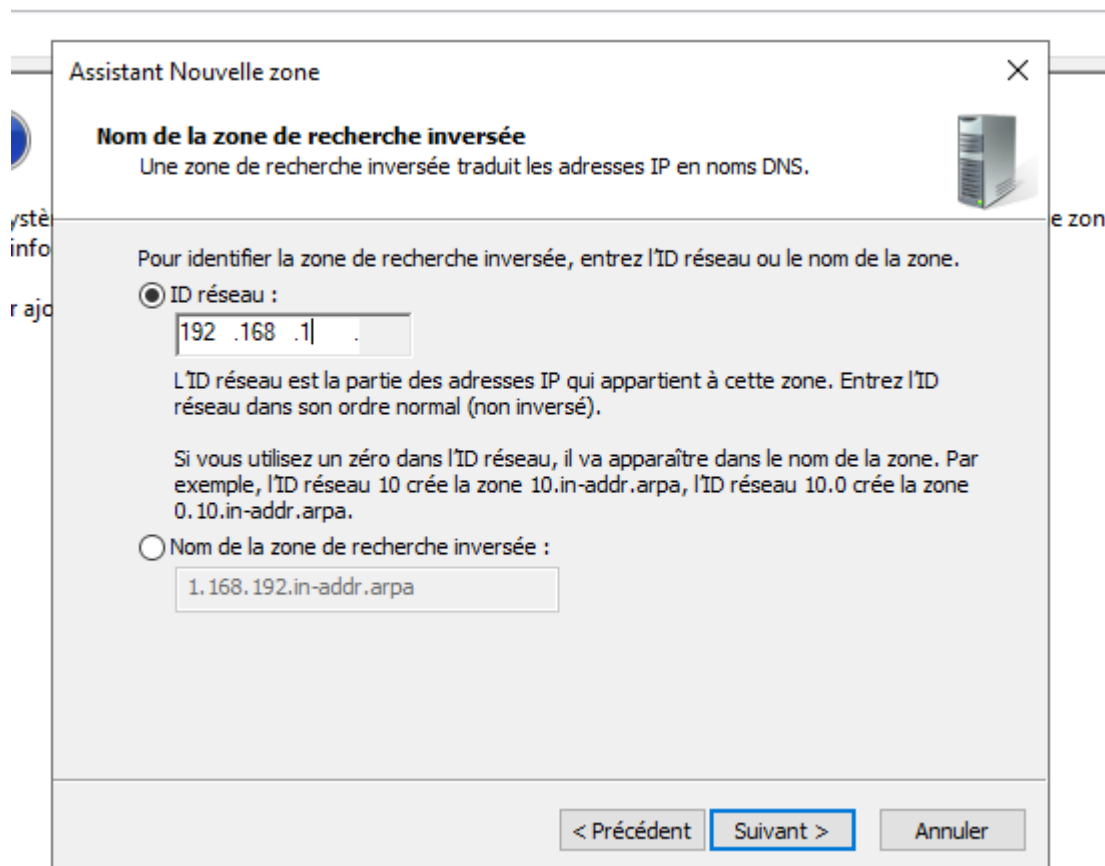 Assistant Nouvelle zone
Nom de la zone de recherche inversée
Une zone de recherche inversée traduit les adresses IP en noms DNS.
ystè
e zon
info
Pour identifier la zone de recherche inversée, entrez l'ID réseau ou le nom de la zone.
r ajo
ID réseau :
192 .168 .1 .
L'ID réseau est la partie des adresses IP qui appartient à cette zone. Entrez l'ID
réseau dans son ordre normal (non inversé).
Si vous utilisez un zéro dans l'ID réseau, il va apparaître dans le nom de la zone. Par
exemple, l'ID réseau 10 crée la zone 10.in-addr.arpa, l'ID réseau 10.0 crée la zone
0.10.in-addr.arpa.
Nom de la zone de recherche inversée :
1.168.192.in-addr.arpa
< Précédent Suivant > Annuler